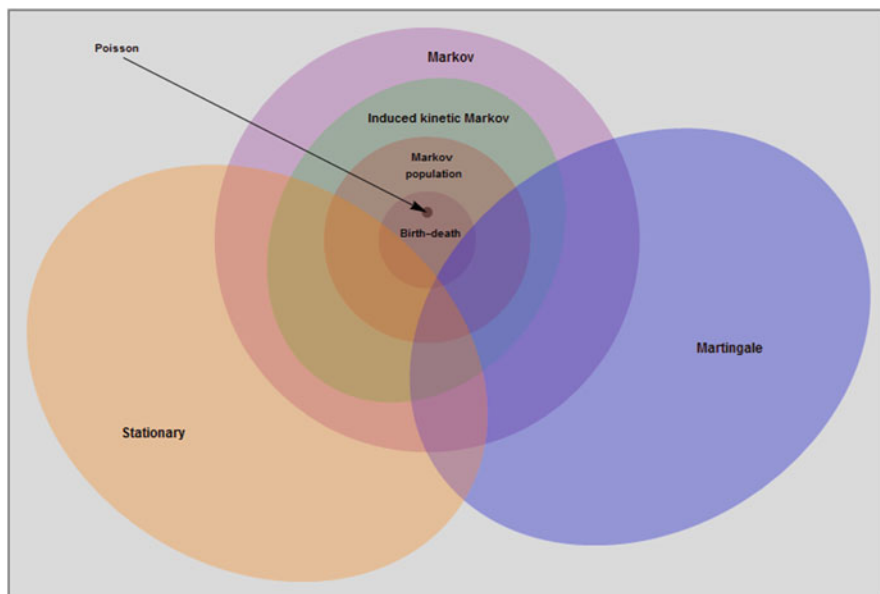 Poisson
Markov
Induced kinetic Markov
Markov
population
Birth–death
Martingale
Stationary